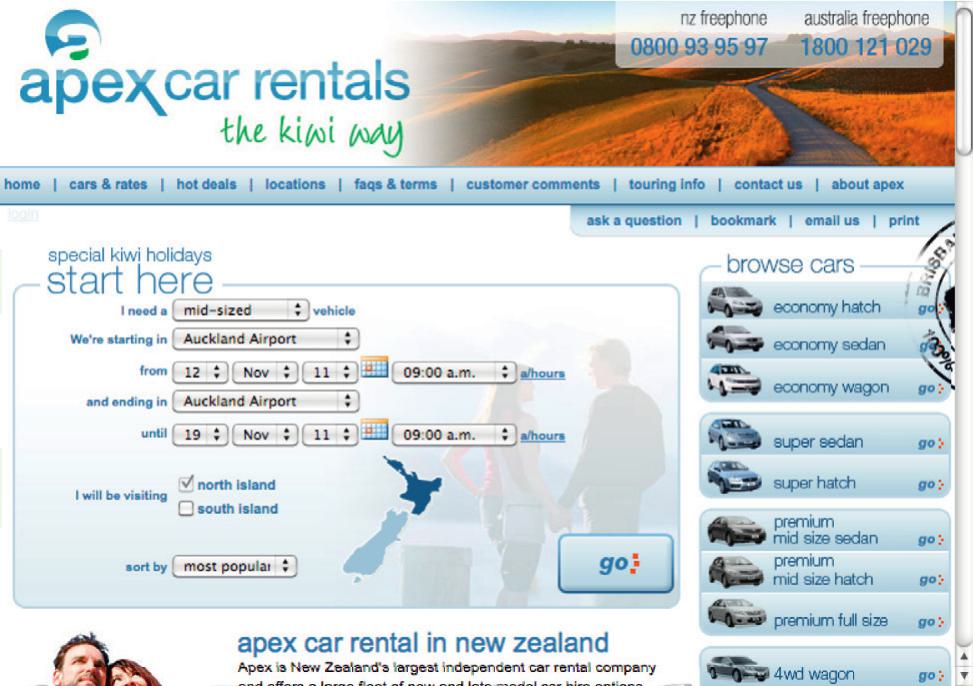 nz freephone australia freephone
0800 93 95 97 1800 121 029
apex car rentals
the kiwi way
home | cars & rates | hot deals | locations | faqs & terms | customer comments | touring info | contact us | about apex
login
ask a question | bookmark | email us | print
special kiwi holidays
start here
I need a mid-sized vehicle
We're starting in Auckland Airport
from 12 Nov 11 09:00 a.m. a/hours
and ending in Auckland Airport
until 19 Nov 11 09:00 a.m. a/hours
I will be visiting
north island
south island
sort by most popular
go
browse cars
economy hatch go
economy sedan go
economy wagon go
super sedan go
super hatch go
premium
mid size sedan go
premium
mid size hatch go
premium full size go
4wd wagon go
BRISBA
100%
apex car rental in new zealand
Apex is New Zealand's largest independent car rental company
and offers a large fleet of new and late model car hire options